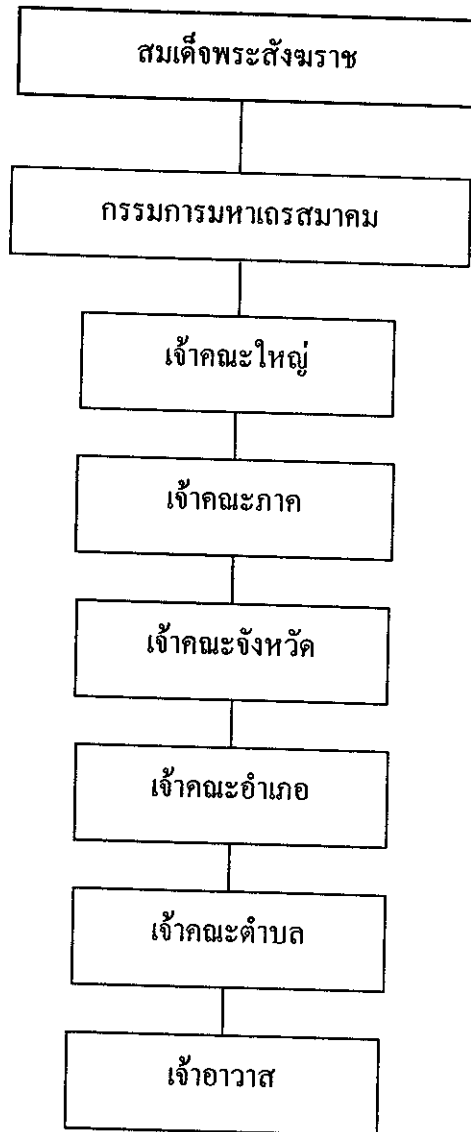 สมเด็จพระสังฆราช
กรรมการมหาเถรสมาคม
เจ้าคณะใหญ่
เจ้าคณะภาค
เจ้าคณะจังหวัด
เจ้าคณะอำเภอ
เจ้าคณะตำบล
เจ้าอาวาส